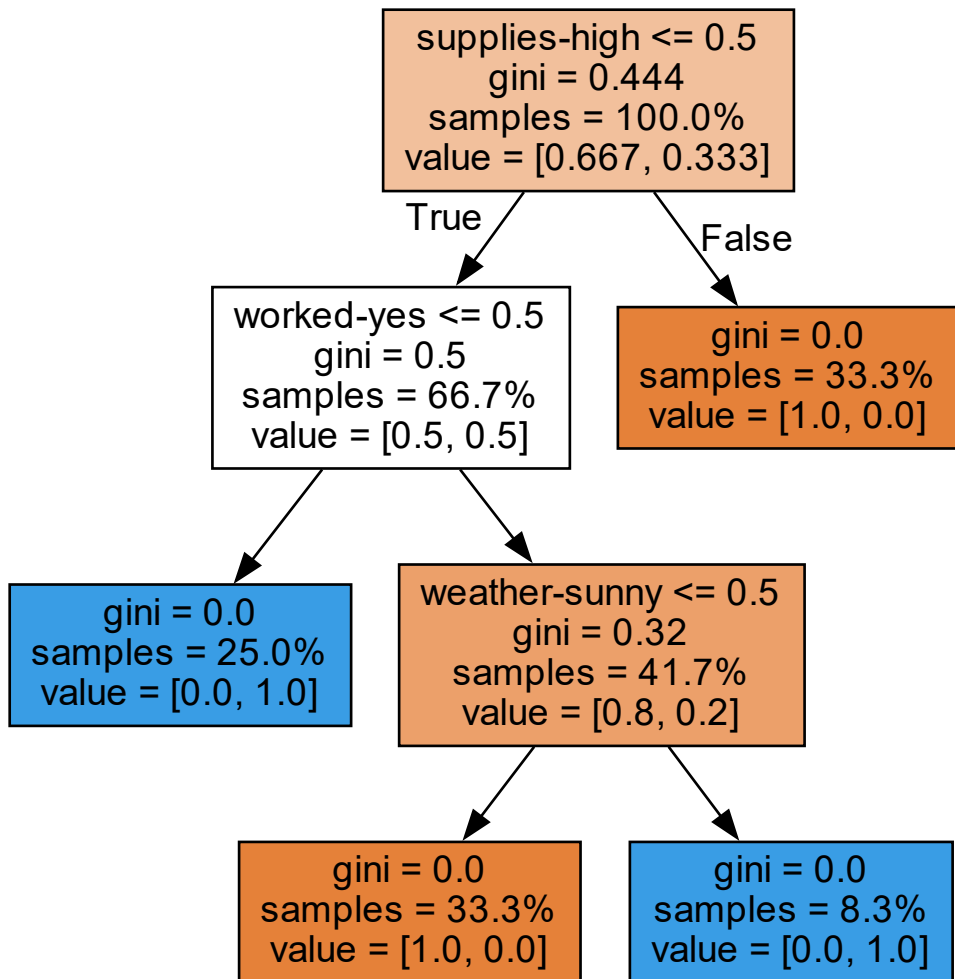 supplies-high <= 0.5
gini = 0.444
samples = 100.0%
value = [0.667, 0.333]
True
False
worked-yes <= 0.5
gini = 0.5
samples = 66.7%
value = [0.5, 0.5]
gini = 0.0
samples = 33.3%
value = [1.0, 0.0]
gini = 0.0
samples = 25.0%
value = [0.0, 1.0]
weather-sunny <= 0.5
gini = 0.32
samples = 41.7%
value = [0.8, 0.2]
gini = 0.0
samples = 33.3%
value = [1.0, 0.0]
gini = 0.0
samples = 8.3%
value = [0.0, 1.0]